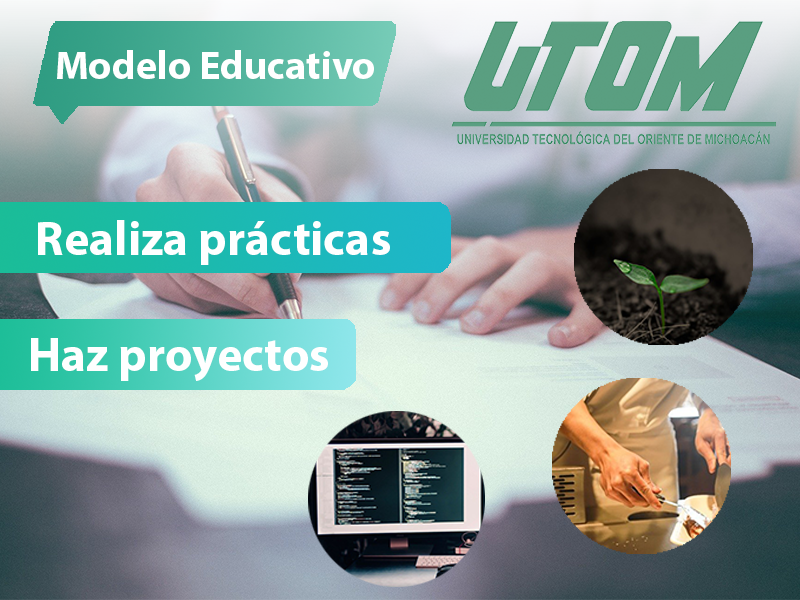 Modelo Educativo
UTOM
UNIVERSIDAD TECNOLÓGICA DEL ORIENTE DE MICHOACÁN
Realiza prácticas
Haz proyectos